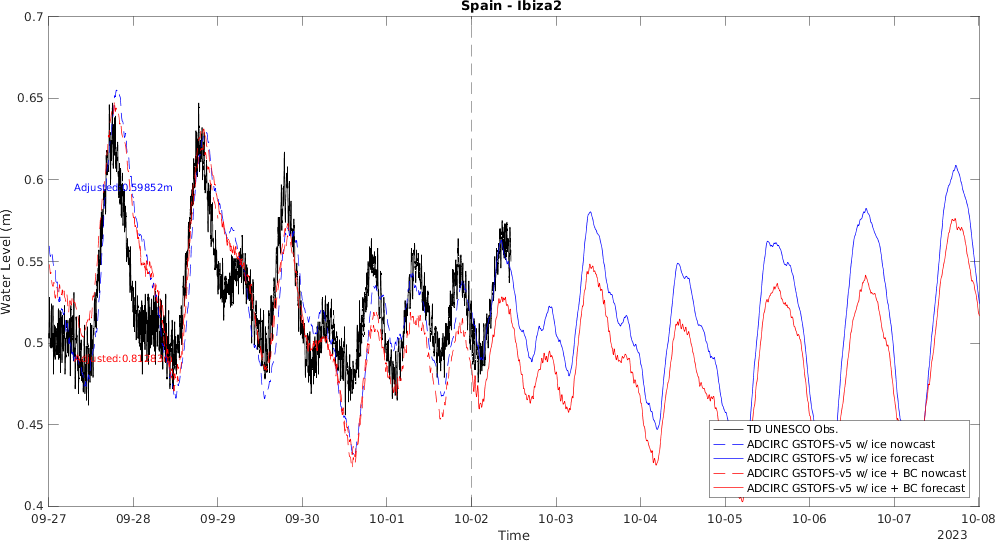 Spain - Ibiza2
Water Level (m)
0.7
0.65
0.6
0.55
0.5
0.45
0.4
Adjusted:0.59852m
TD UNESCO Obs.
ADCIRC GSTOFS-v5 w/ ice nowcast
ADCIRC GSTOFS-v5 w/ ice forecast
ADCIRC GSTOFS-v5 w/ ice + BC nowcast
ADCIRC GSTOFS-v5 w/ ice + BC forecast
09-27 09-28 09-29 09-30 10-01 10-02 10-03 10-04 10-05 10-06 10-07 10-08
Time
2023